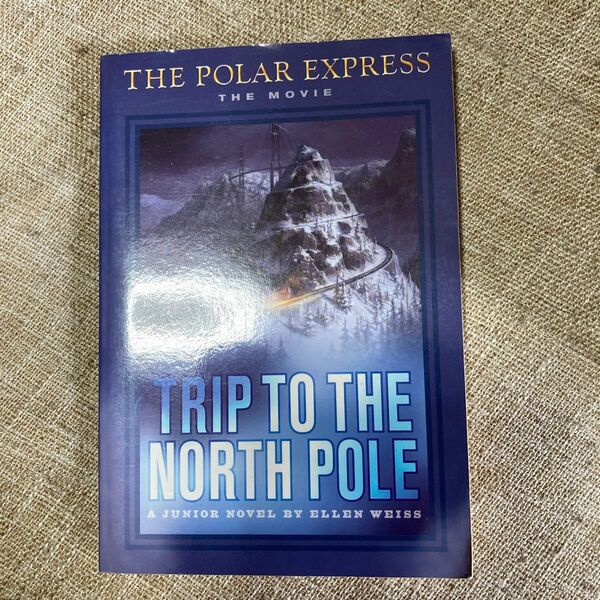 THE POLAR EXPRESS
THE MOVIE
TRIP TO THE
NORTH POLE
A JUNIOR NOVEL BY ELLEN WEISS